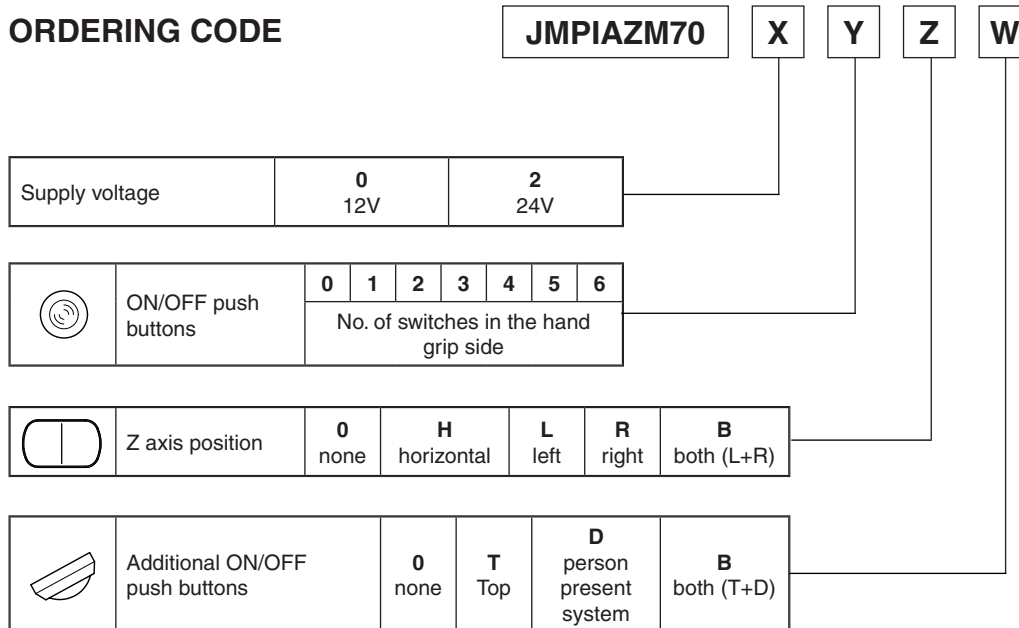 ORDERING CODE
JMPIAZM70 X Y Z W
Supply voltage
0
12V
2
24V
ON/OFF push
buttons
0 1 2 3 4 5 6
No. of switches in the hand
grip side
Z axis position
0
none
H
horizontal
L
left
R
right
B
both (L+R)
Additional ON/OFF
push buttons
0
none
T
Top
D
person
present
system
B
both (T+D)